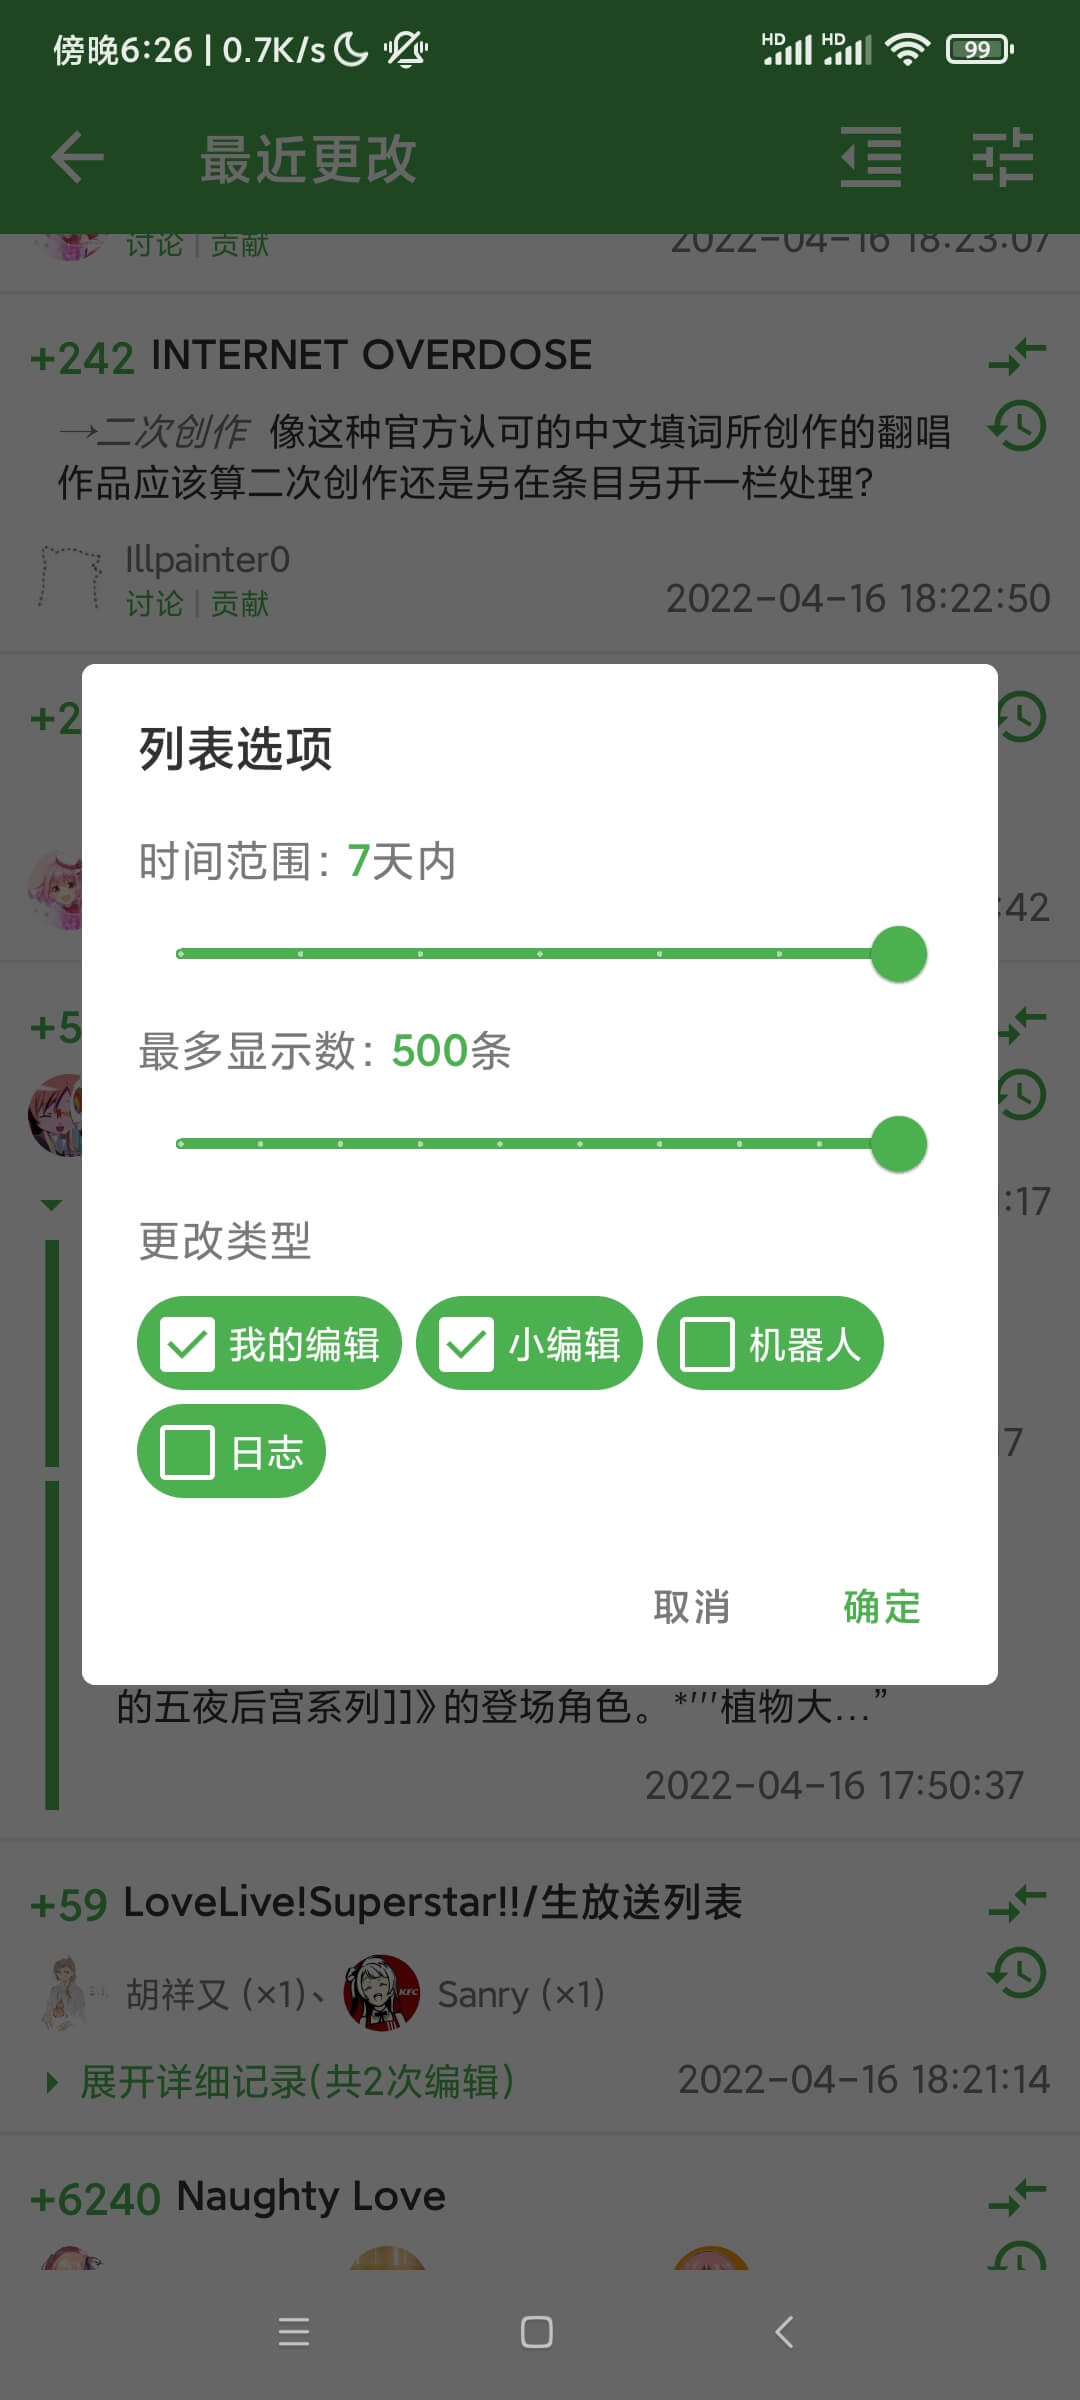 傍晚6:26 | 0.7K/s
HD HD 99
最近更改
讨论 | 贡献 2022-04-16 18:23:07
+242 INTERNET OVERDOSE
→二次创作 像这种官方认可的中文填词所创作的翻唱
作品应该算二次创作还是另在条目另开一栏处理?
Illpainter0
讨论 | 贡献 2022-04-16 18:22:50
+2
:42
+5
:17
7
列表选项
时间范围: 7天内
最多显示数: 500条
更改类型
我的编辑 小编辑 机器人
日志
取消 确定
的五夜后宫系列]]》的登场角色。*'''植物大…”
2022-04-16 17:50:37
+59 LoveLive!Superstar!!/生放送列表
胡祥又 (×1)、 KFC Sanry (×1)
展开详细记录(共2次编辑) 2022-04-16 18:21:14
+6240 Naughty Love